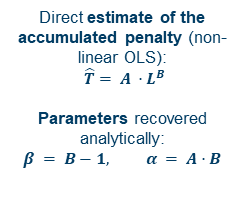 Direct estimate of the
accumulated penalty (non-
linear OLS):
T̂ = A · L^B
Parameters recovered
analytically:
β = B − 1, α = A · B